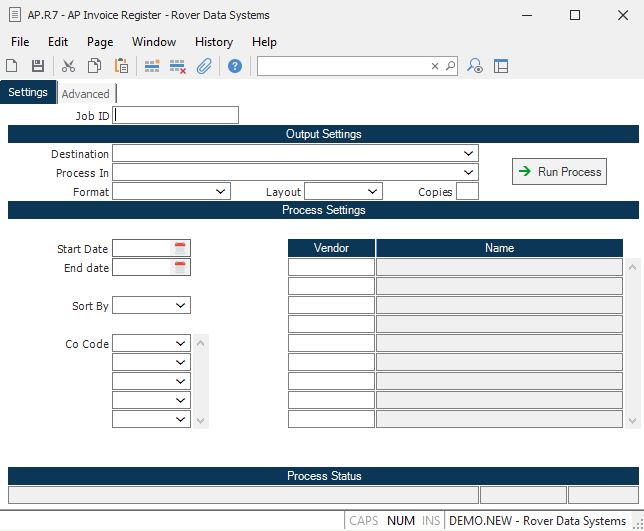 AP.R7 - AP Invoice Register - Rover Data Systems
File Edit Page Window History Help
Settings Advanced
Job ID
Output Settings
Destination
Process In
Run Process
Format Layout Copies
Process Settings
Start Date
Vendor Name
End date
Sort By
Co Code
Process Status
CAPS NUM INS DEMO.NEW - Rover Data Systems